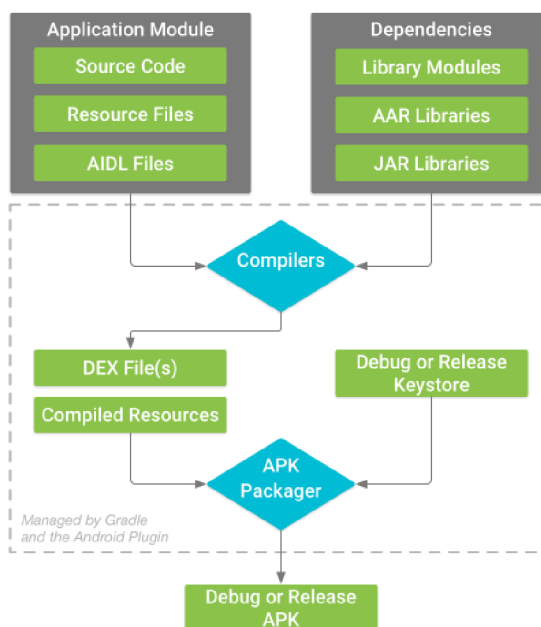 Application Module
Source Code
Resource Files
AIDL Files
Dependencies
Library Modules
AAR Libraries
JAR Libraries
Compilers
DEX File(s)
Compiled Resources
Debug or Release
Keystore
APK
Packager
Managed by Gradle
and the Android Plugin
Debug or Release
APK